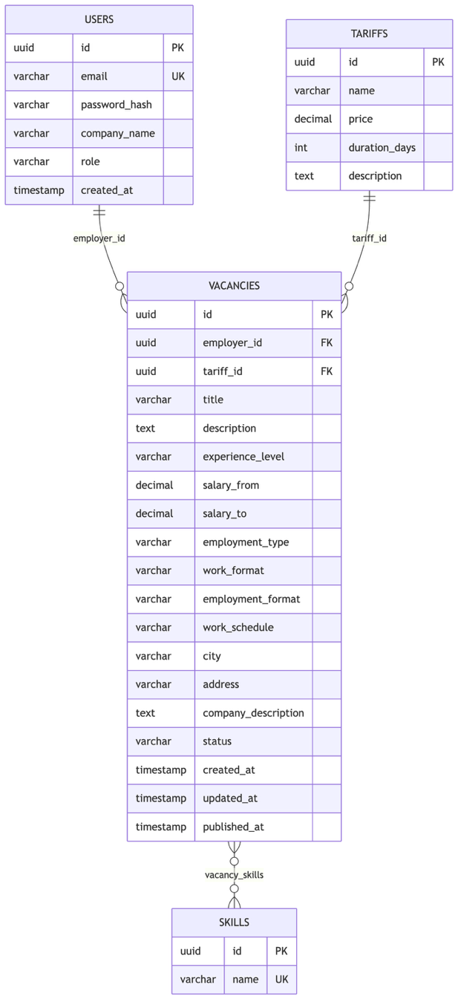 USERS
uuid id PK
varchar email UK
varchar password_hash
varchar company_name
varchar role
timestamp created_at
TARIFFS
uuid id PK
varchar name
decimal price
int duration_days
text description
employer_id
tariff_id
VACANCIES
uuid id PK
uuid employer_id FK
uuid tariff_id FK
varchar title
text description
varchar experience_level
decimal salary_from
decimal salary_to
varchar employment_type
varchar work_format
varchar employment_format
varchar work_schedule
varchar city
varchar address
text company_description
varchar status
timestamp created_at
timestamp updated_at
timestamp published_at
vacancy_skills
SKILLS
uuid id PK
varchar name UK